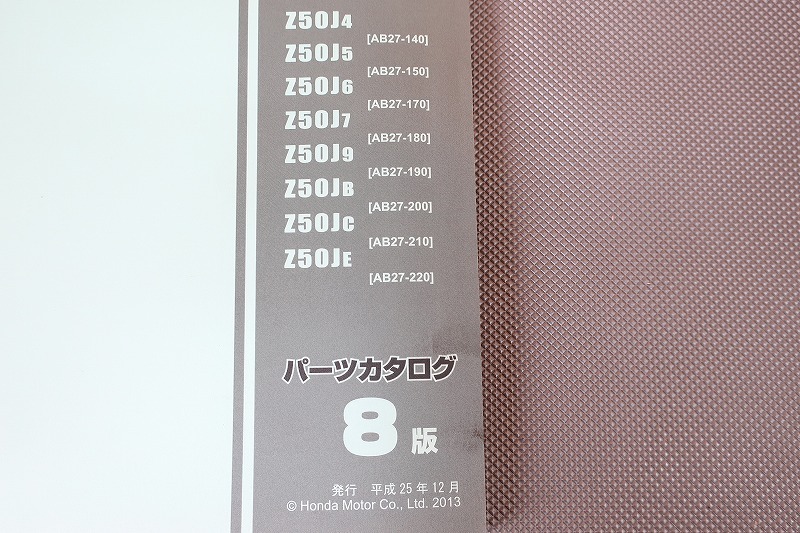 Z50J4
[AB27-140]
Z50J5
[AB27-150]
Z50J6
[AB27-170]
Z50J7
[AB27-180]
Z50J9
[AB27-190]
Z50JB
[AB27-200]
Z50JC
[AB27-210]
Z50JE
[AB27-220]
パーツカタログ
8版
発行 平成25年12月
© Honda Motor Co., Ltd. 2013